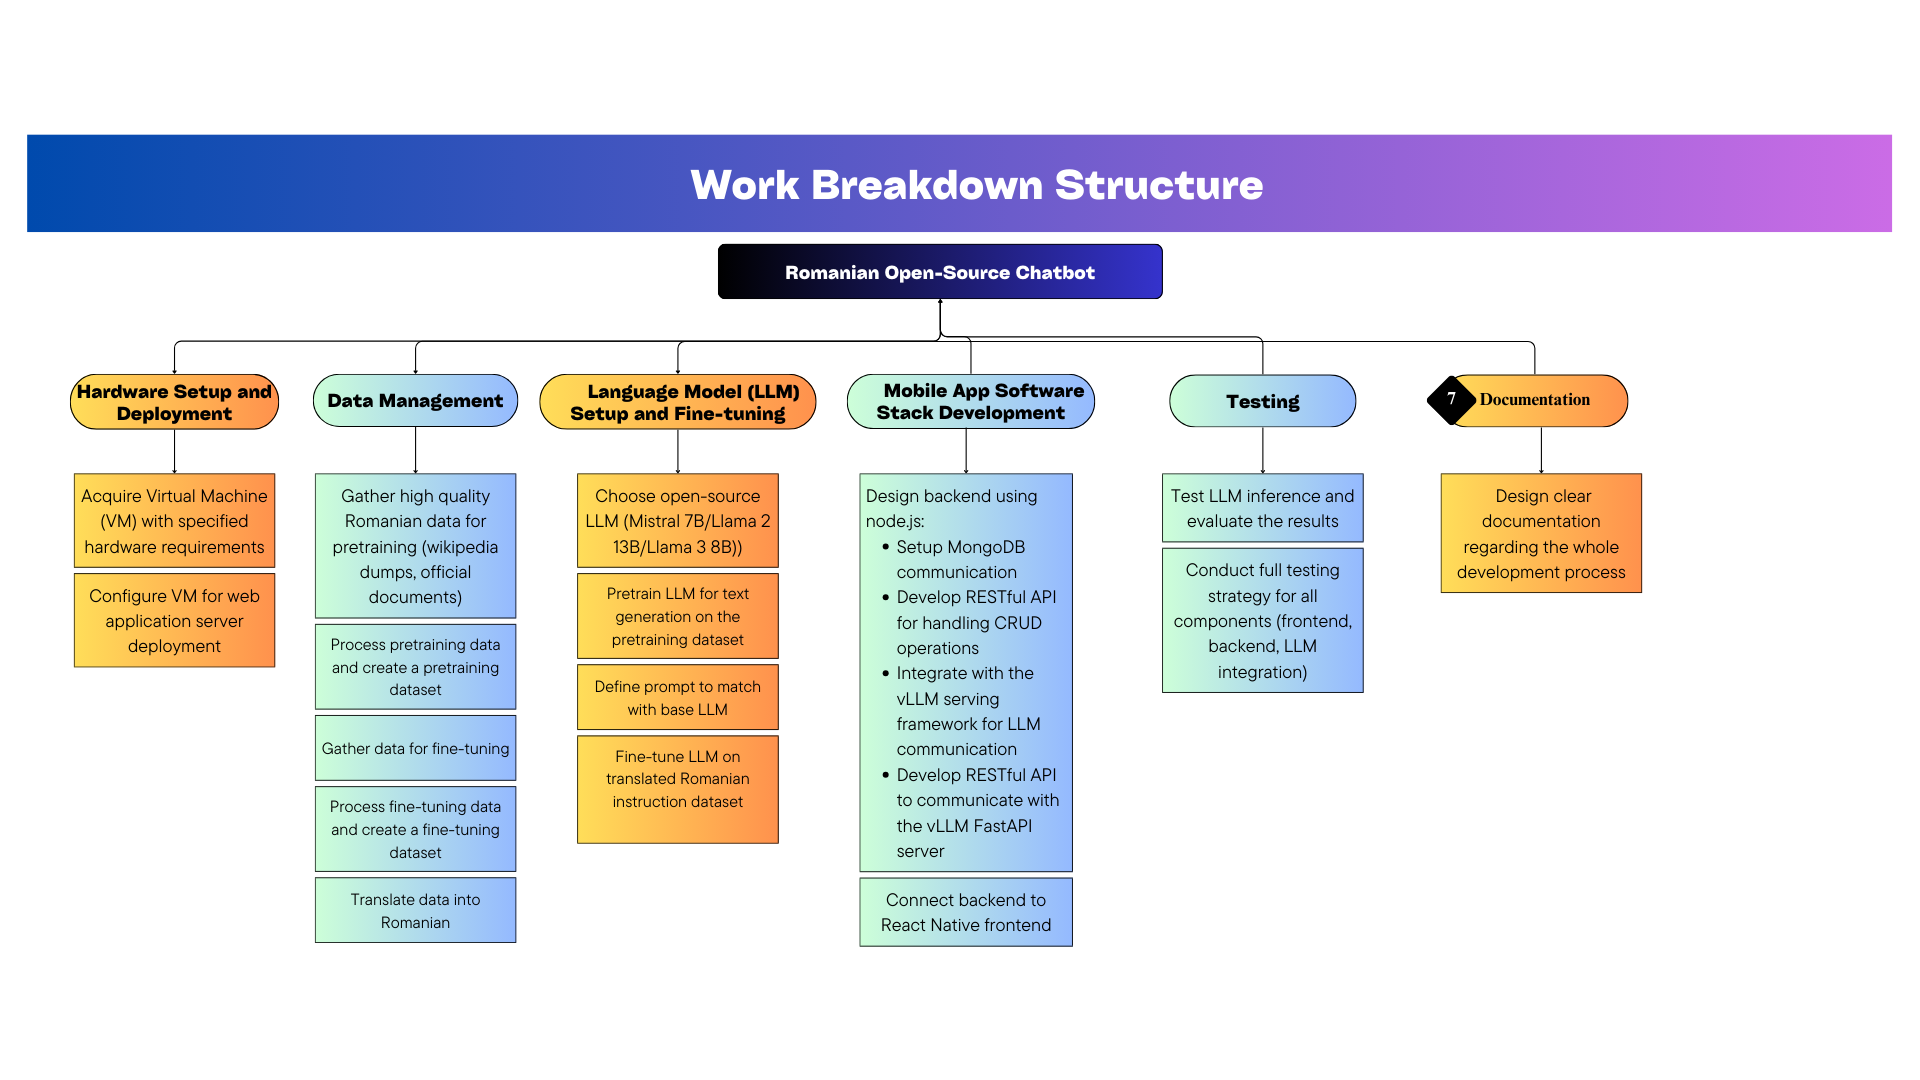 Work Breakdown Structure
Romanian Open-Source Chatbot
Hardware Setup and
Deployment
Acquire Virtual Machine
(VM) with specified
hardware requirements
Configure VM for web
application server
deployment
Data Management
Gather high quality
Romanian data for
pretraining (wikipedia
dumps, official
documents)
Process pretraining data
and create a pretraining
dataset
Gather data for fine-tuning
Process fine-tuning data
and create a fine-tuning
dataset
Translate data into
Romanian
Language Model (LLM)
Setup and Fine-tuning
Choose open-source
LLM (Mistral 7B/Llama 2
13B/Llama 3 8B))
Pretrain LLM for text
generation on the
pretraining dataset
Define prompt to match
with base LLM
Fine-tune LLM on
translated Romanian
instruction dataset
Mobile App Software
Stack Development
Design backend using
node.js:
• Setup MongoDB
communication
• Develop RESTful API
for handling CRUD
operations
• Integrate with the
vLLM serving
framework for LLM
communication
• Develop RESTful API
to communicate with
the vLLM FastAPI
server
Connect backend to
React Native frontend
Testing
Test LLM inference and
evaluate the results
Conduct full testing
strategy for all
components (frontend,
backend, LLM
integration)
7 Documentation
Design clear
documentation
regarding the whole
development process